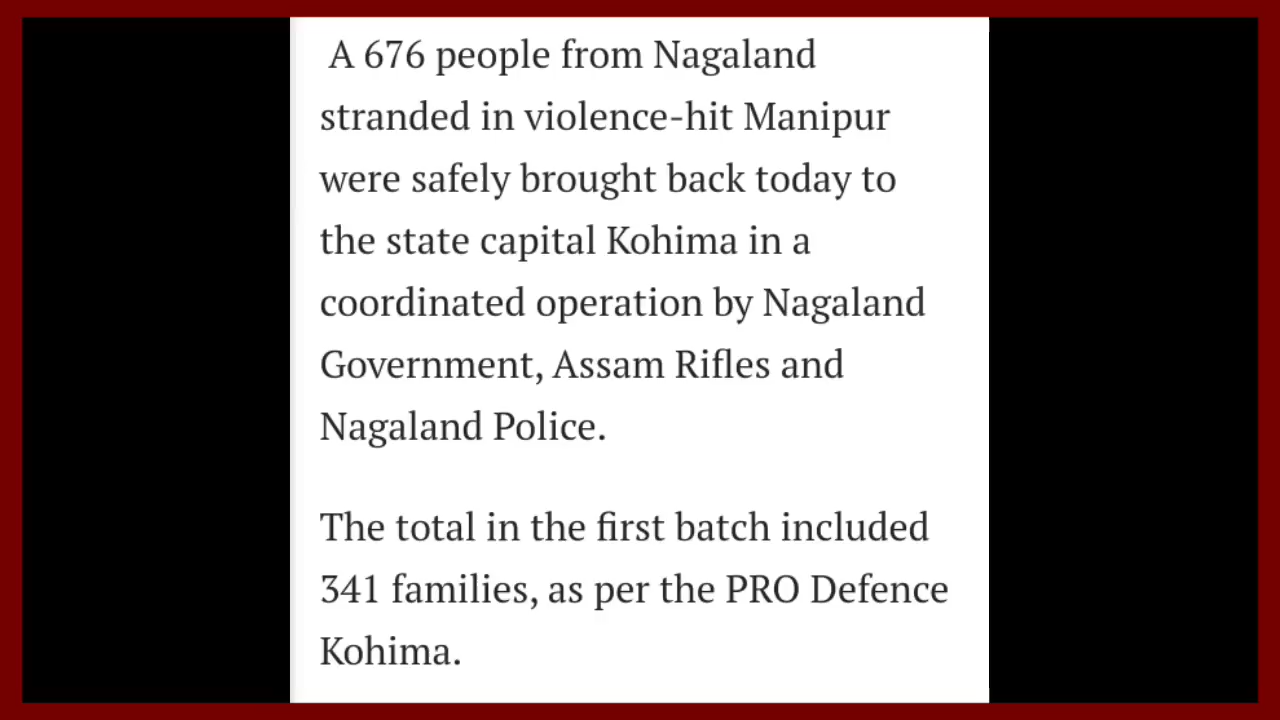 A 676 people from Nagaland
stranded in violence-hit Manipur
were safely brought back today to
the state capital Kohima in a
coordinated operation by Nagaland
Government, Assam Rifles and
Nagaland Police.
The total in the first batch included
341 families, as per the PRO Defence
Kohima.